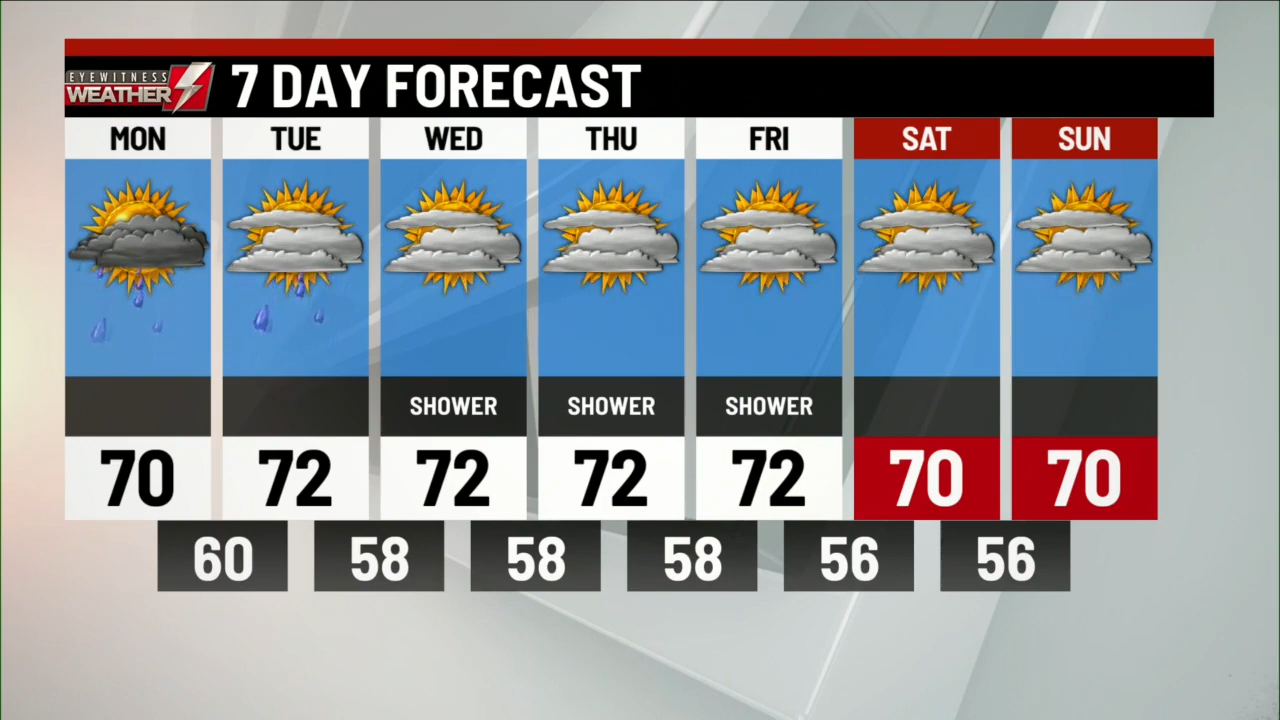 EYEWITNESS
WEATHER
7 DAY FORECAST
MON TUE WED THU FRI SAT SUN
SHOWER SHOWER SHOWER
70 72 72 72 72 70 70
60 58 58 58 56 56